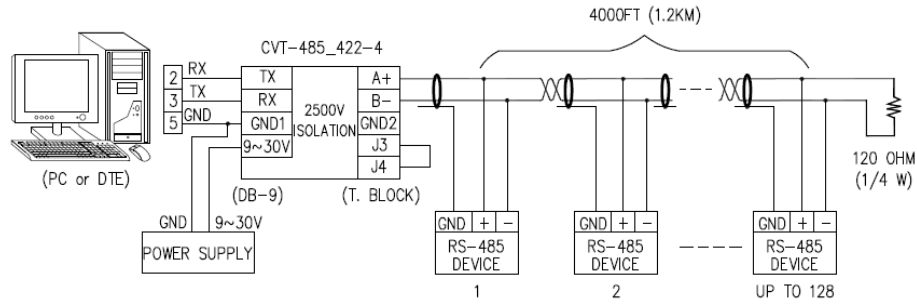 4000FT (1.2KM)
CVT-485_422-4
2 RX TX A+
3 TX RX B-
5 GND GND1 GND2
2500V ISOLATION
9~30V J3
J4
(PC or DTE)
(DB-9) (T. BLOCK)
120 OHM
(1/4 W)
GND 9~30V
POWER SUPPLY
GND + - GND + - GND + -
RS-485 RS-485 RS-485
DEVICE DEVICE DEVICE
1 2 UP TO 128